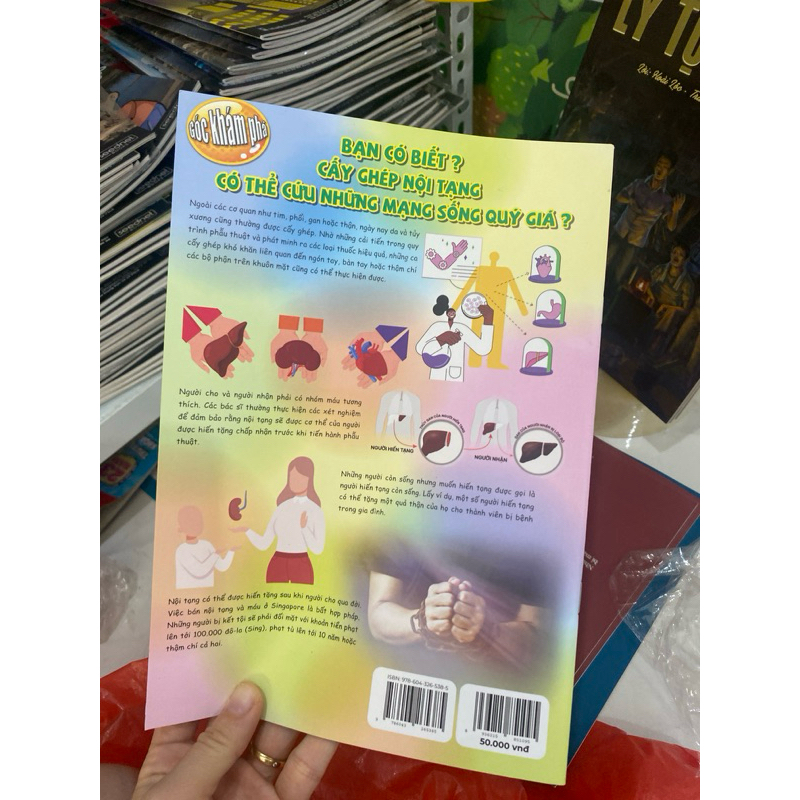 LÝ TỰ
Góc khám phá
BẠN CÓ BIẾT ?
CẤY GHÉP NỘI TẠNG
CÓ THỂ CỨU NHỮNG MẠNG SỐNG QUÝ GIÁ ?
Ngoài các cơ quan như tim, phổi, gan hoặc thận, ngày nay da và tủy
xương cũng thường được cấy ghép. Nhờ những cải tiến trong quy
trình phẫu thuật và phát minh ra các loại thuốc hiệu quả, những ca
cấy ghép khó khăn liên quan đến ngón tay, bàn tay hoặc thậm chí
các bộ phận trên khuôn mặt cũng có thể thực hiện được.
Người cho và người nhận phải có nhóm máu tương
thích. Các bác sĩ thường thực hiện các xét nghiệm
để đảm bảo rằng nội tạng sẽ được cơ thể của người
được hiến tặng chấp nhận trước khi tiến hành phẫu
thuật.
NGƯỜI HIẾN TẠNG
NGƯỜI NHẬN
Những người còn sống nhưng muốn hiến tạng được gọi là
người hiến tạng còn sống. Lấy ví dụ, một số người hiến tạng
có thể tặng một quả thận của họ cho thành viên bị bệnh
trong gia đình.
Nội tạng có thể được hiến tặng sau khi người cho qua đời.
Việc bán nội tạng và máu ở Singapore là bất hợp pháp.
Những người bị kết tội sẽ phải đối mặt với khoản tiền phạt
lên tới 100.000 đô-la (Sing), phạt tù lên tới 10 năm hoặc
thậm chí cả hai.
ISBN: 978-604-326-538-5
50.000 vnđ